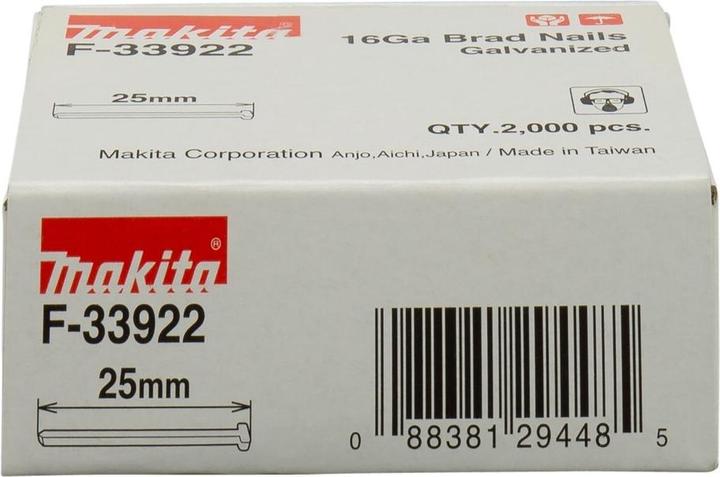 makita
F-33922
25mm
16Ga Brad Nails
Galvanized
QTY.2,000 pcs.
Makita Corporation Anjo,Aichi,Japan / Made in Taiwan
makita®
F-33922
25mm
0 88381 29448 5